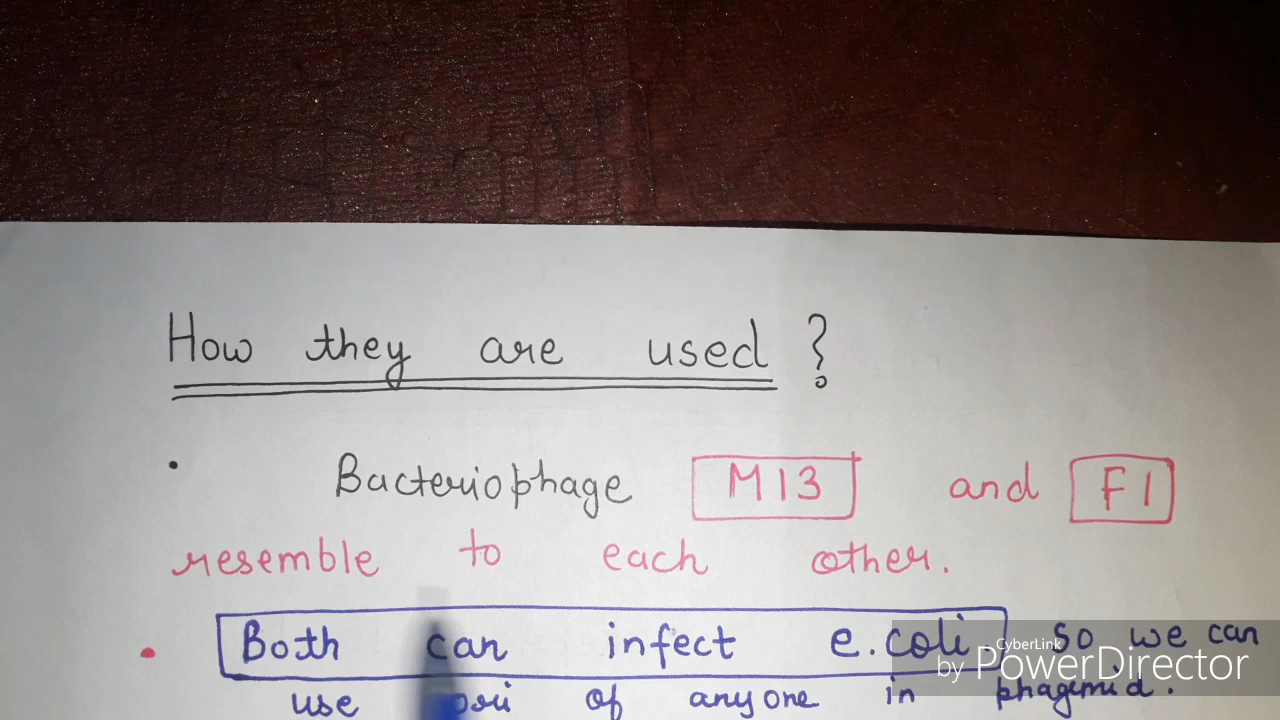 How they are used ?
• Bacteriophage M13 and F1
resemble to each other.
• Both can infect e.coli. so we can
use ori of anyone in phagemid.
CyberLink
by PowerDirector